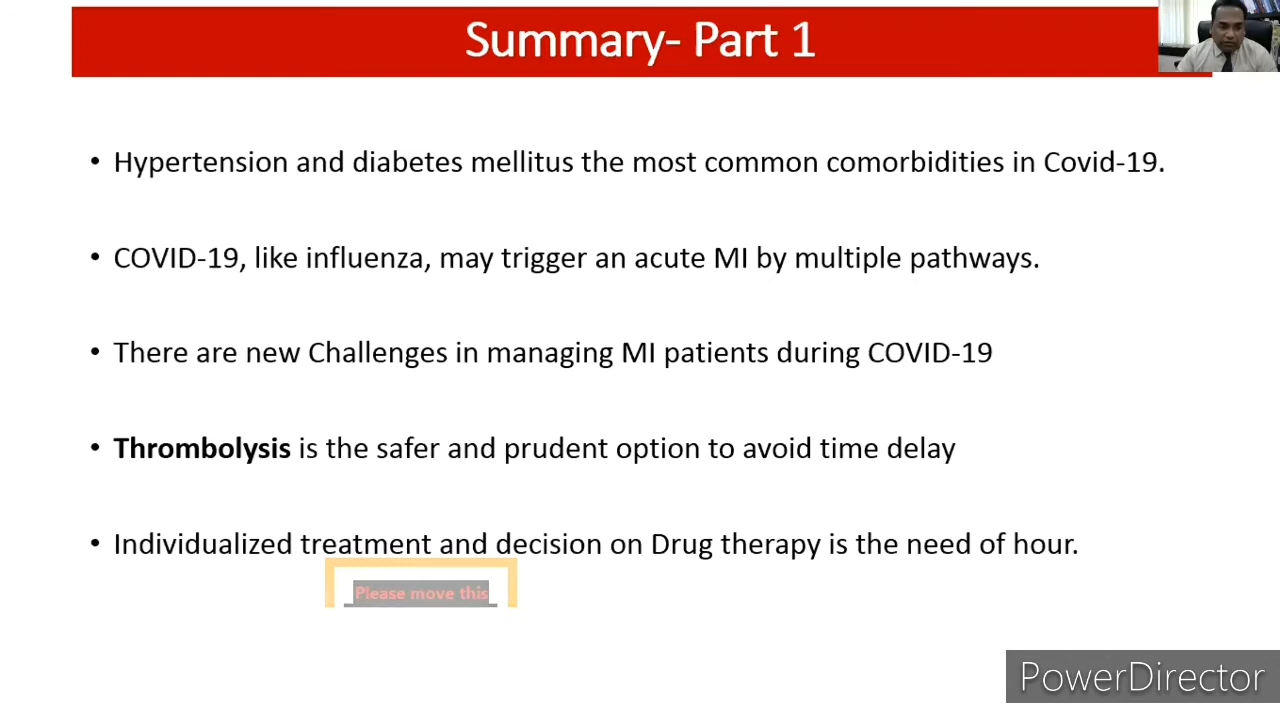 Summary- Part 1
• Hypertension and diabetes mellitus the most common comorbidities in Covid-19.
• COVID-19, like influenza, may trigger an acute MI by multiple pathways.
• There are new Challenges in managing MI patients during COVID-19
• Thrombolysis is the safer and prudent option to avoid time delay
• Individualized treatment and decision on Drug therapy is the need of hour.
Please move this
PowerDirector